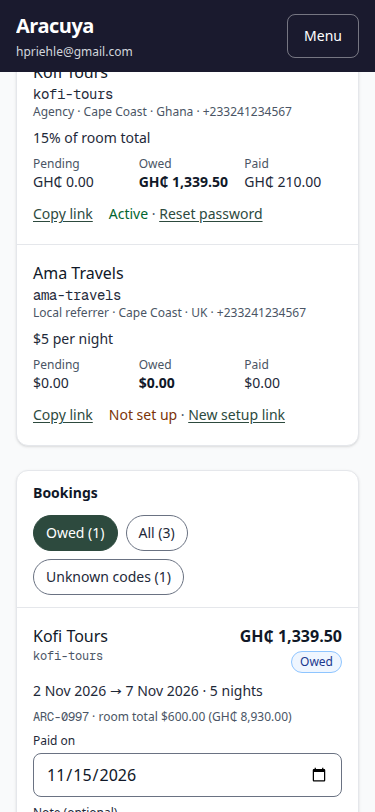 Aracuya
hpriehle@gmail.com
Menu
Kofi Tours
kofi-tours
Agency · Cape Coast · Ghana · +233241234567
15% of room total
Pending Owed Paid
GH₵ 0.00 GH₵ 1,339.50 GH₵ 210.00
Copy link Active · Reset password
Ama Travels
ama-travels
Local referrer · Cape Coast · UK · +233241234567
$5 per night
Pending Owed Paid
$0.00 $0.00 $0.00
Copy link Not set up · New setup link
Bookings
Owed (1) All (3)
Unknown codes (1)
Kofi Tours GH₵ 1,339.50
kofi-tours Owed
2 Nov 2026 → 7 Nov 2026 · 5 nights
ARC-0997 · room total $600.00 (GH₵ 8,930.00)
Paid on
11/15/2026
Note (optional)